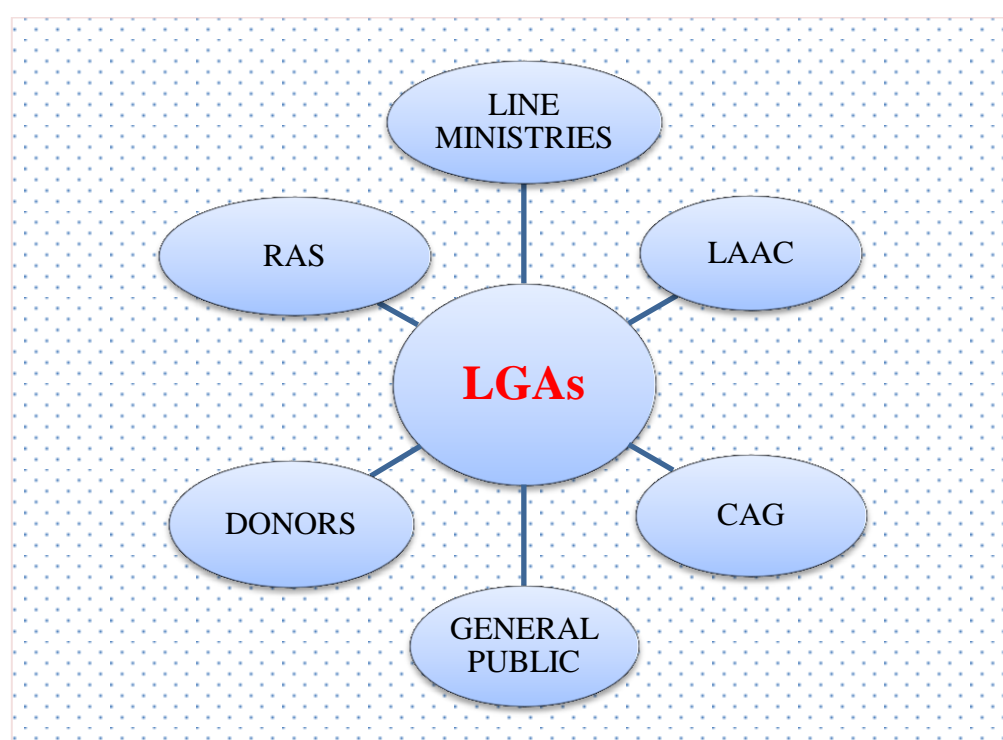 LINE
MINISTRIES
RAS
LAAC
LGAs
DONORS
CAG
GENERAL
PUBLIC